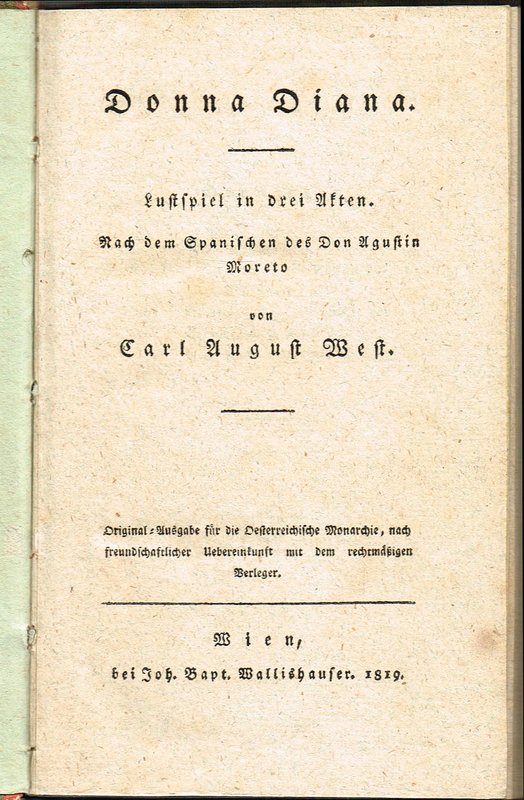 Donna Diana.
Lustspiel in drei Akten.
Nach dem Spanischen des Don Agustin
Moreto
von
Carl August West.
Original-Ausgabe für die Oesterreichische Monarchie, nach
freundschaftlicher Uebereinkunft mit dem rechtmäßigen
Verleger.
Wien,
bei Joh. Bapt. Wallishauser. 1819.